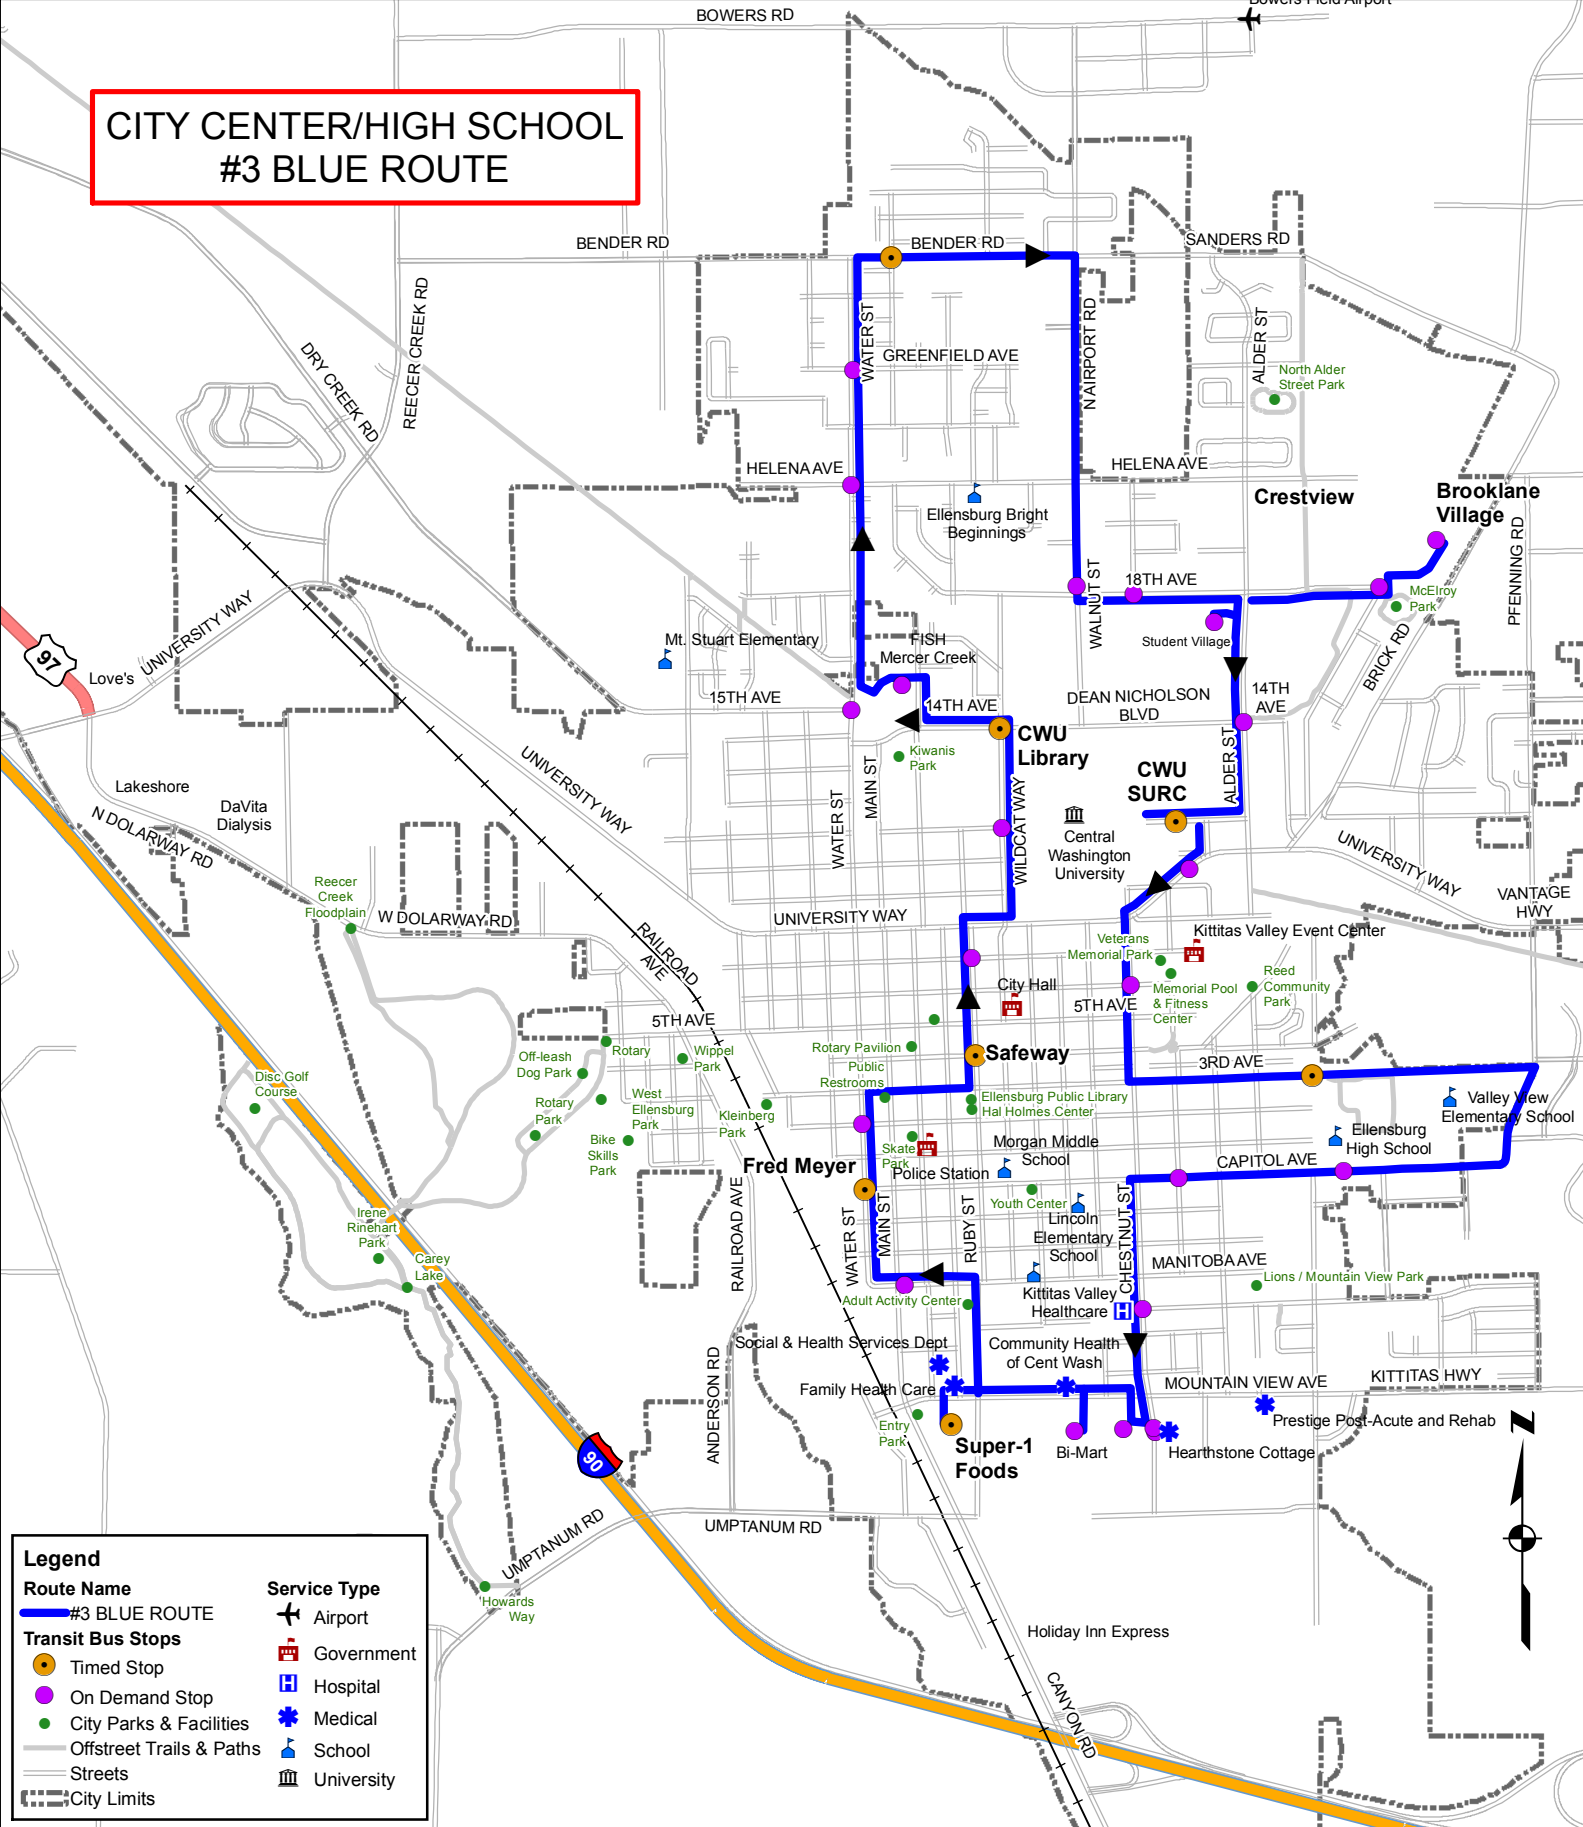 Bowers Field Airport
BOWERS RD
CITY CENTER/HIGH SCHOOL
#3 BLUE ROUTE
BENDER RD
BENDER RD
SANDERS RD
REECER CREEK RD
DRY CREEK RD
WATER ST
GREENFIELD AVE
N AIRPORT RD
ALDER ST
North Alder
Street Park
HELENA AVE
HELENA AVE
Crestview
Brooklane
Village
Ellensburg Bright
Beginnings
PFENNING RD
18TH AVE
WALNUT ST
McElroy
Park
UNIVERSITY WAY
97
Love's
Mt. Stuart Elementary
FISH
Mercer Creek
Student Village
BRICK RD
15TH AVE
14TH AVE
DEAN NICHOLSON
BLVD
14TH
AVE
CWU
Library
Kiwanis
Park
CWU
SURC
ALDER ST
UNIVERSITY WAY
Lakeshore
DaVita
Dialysis
N DOLARWAY RD
MAIN ST
WATER ST
WILDCAT WAY
Central
Washington
University
UNIVERSITY WAY
VANTAGE
HWY
Reecer
Creek
Floodplain
W DOLARWAY RD
UNIVERSITY WAY
RAILROAD
AVE
Veterans
Memorial Park
Kittitas Valley Event Center
City Hall
5TH AVE
5TH AVE
Memorial Pool
& Fitness
Center
Reed
Community
Park
Rotary
Wippel
Park
Off-leash
Dog Park
Rotary Pavilion
Safeway
Public
Restrooms
3RD AVE
Disc Golf
Course
Rotary
Park
West
Ellensburg
Park
Kleinberg
Park
Ellensburg Public Library
Hal Holmes Center
Valley View
Elementary School
Bike
Skills
Park
Skate
Park
Police Station
Morgan Middle
School
Ellensburg
High School
Fred Meyer
CAPITOL AVE
Irene
Rinehart
Park
Carey
Lake
RAILROAD AVE
WATER ST
MAIN ST
RUBY ST
Youth Center
Lincoln
Elementary
School
CHESTNUT ST
MANITOBA AVE
Lions / Mountain View Park
Adult Activity Center
Kittitas Valley
Healthcare
H
Social & Health Services Dept
Community Health
of Cent Wash
Family Health Care
MOUNTAIN VIEW AVE
KITTITAS HWY
ANDERSON RD
Entry
Park
Super-1
Foods
Bi-Mart
Prestige Post-Acute and Rehab
Hearthstone Cottage
N
90
UMPTANUM RD
UMPTANUM RD
Howards
Way
Holiday Inn Express
CANYON RD
Legend
Route Name
#3 BLUE ROUTE
Transit Bus Stops
Timed Stop
On Demand Stop
City Parks & Facilities
Offstreet Trails & Paths
Streets
City Limits
Service Type
Airport
Government
H Hospital
Medical
School
University